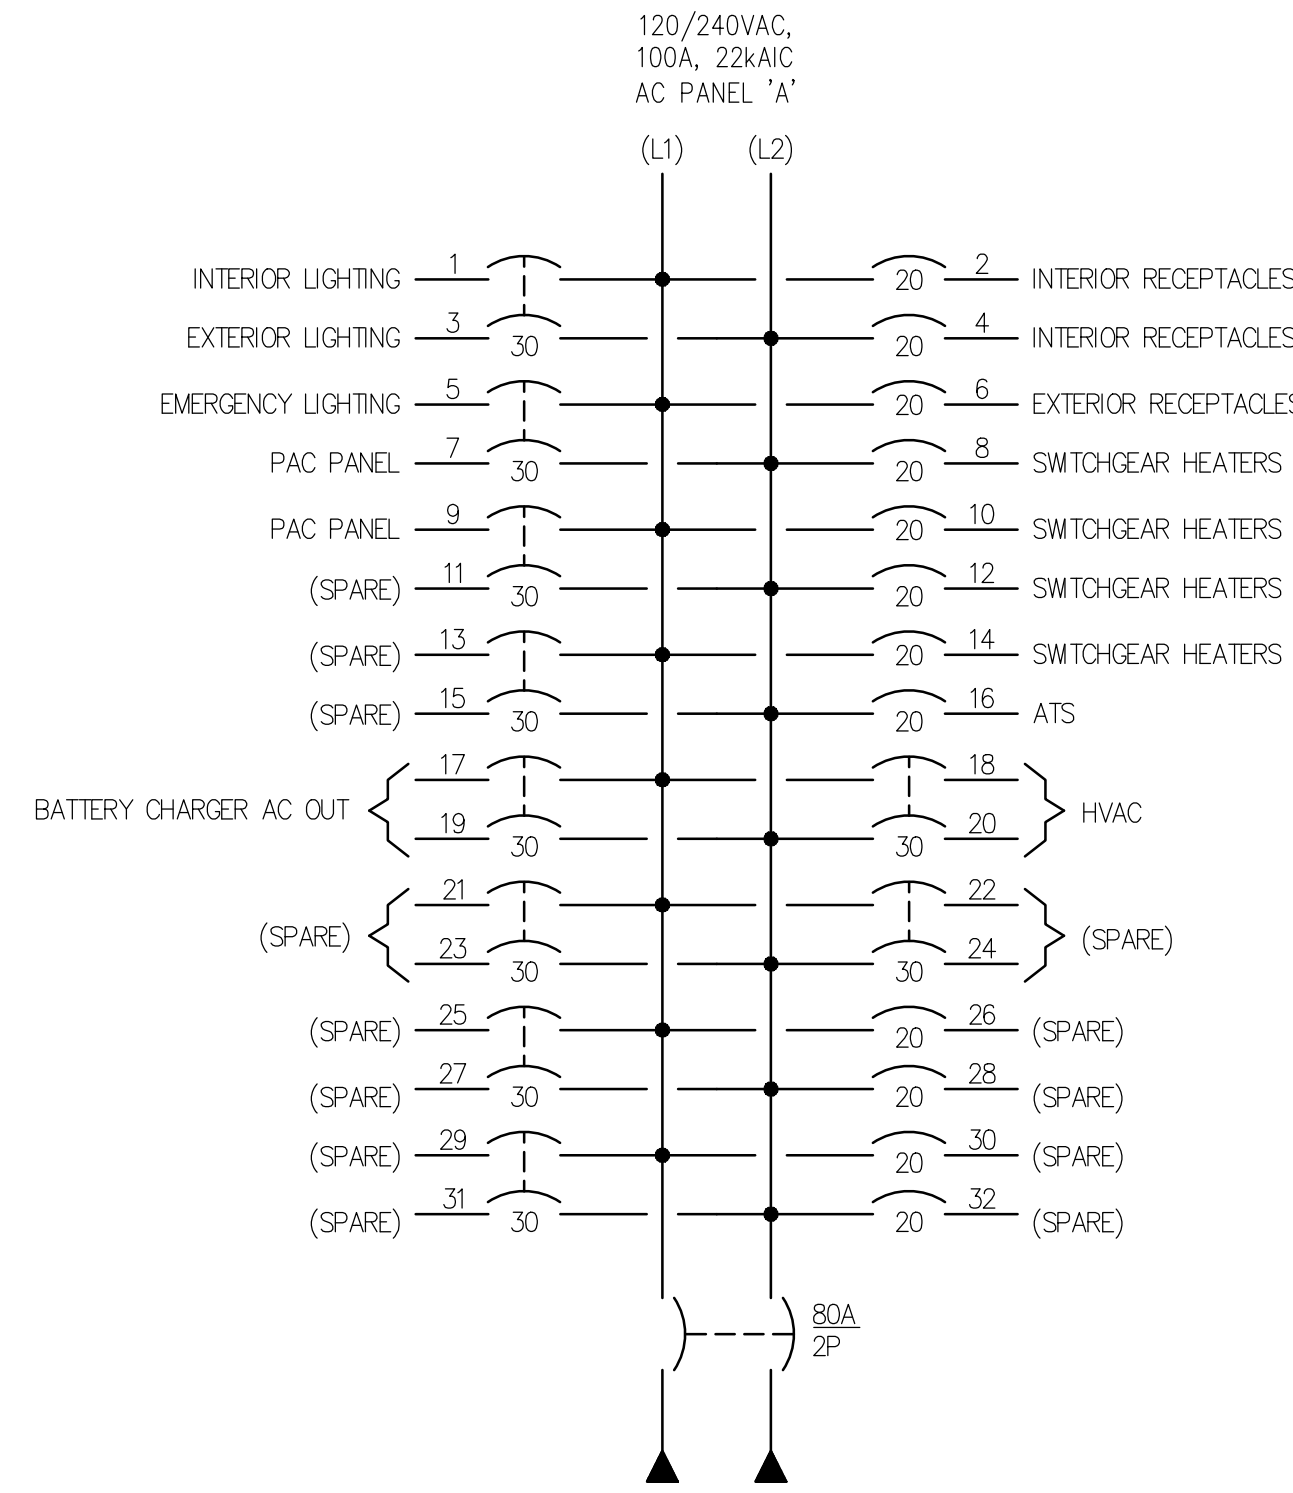 120/240VAC,
100A, 22kAIC
AC PANEL 'A'
(L1) (L2)
INTERIOR LIGHTING 1 20 2 INTERIOR RECEPTACLES
EXTERIOR LIGHTING 3 30 20 4 INTERIOR RECEPTACLES
EMERGENCY LIGHTING 5 20 6 EXTERIOR RECEPTACLES
PAC PANEL 7 30 20 8 SWITCHGEAR HEATERS
PAC PANEL 9 20 10 SWITCHGEAR HEATERS
(SPARE) 11 30 20 12 SWITCHGEAR HEATERS
(SPARE) 13 20 14 SWITCHGEAR HEATERS
(SPARE) 15 30 20 16 ATS
17 18
BATTERY CHARGER AC OUT HVAC
19 30 30 20
21 22
(SPARE) (SPARE)
23 30 30 24
(SPARE) 25 20 26 (SPARE)
(SPARE) 27 30 20 28 (SPARE)
(SPARE) 29 20 30 (SPARE)
(SPARE) 31 30 20 32 (SPARE)
80A
2P